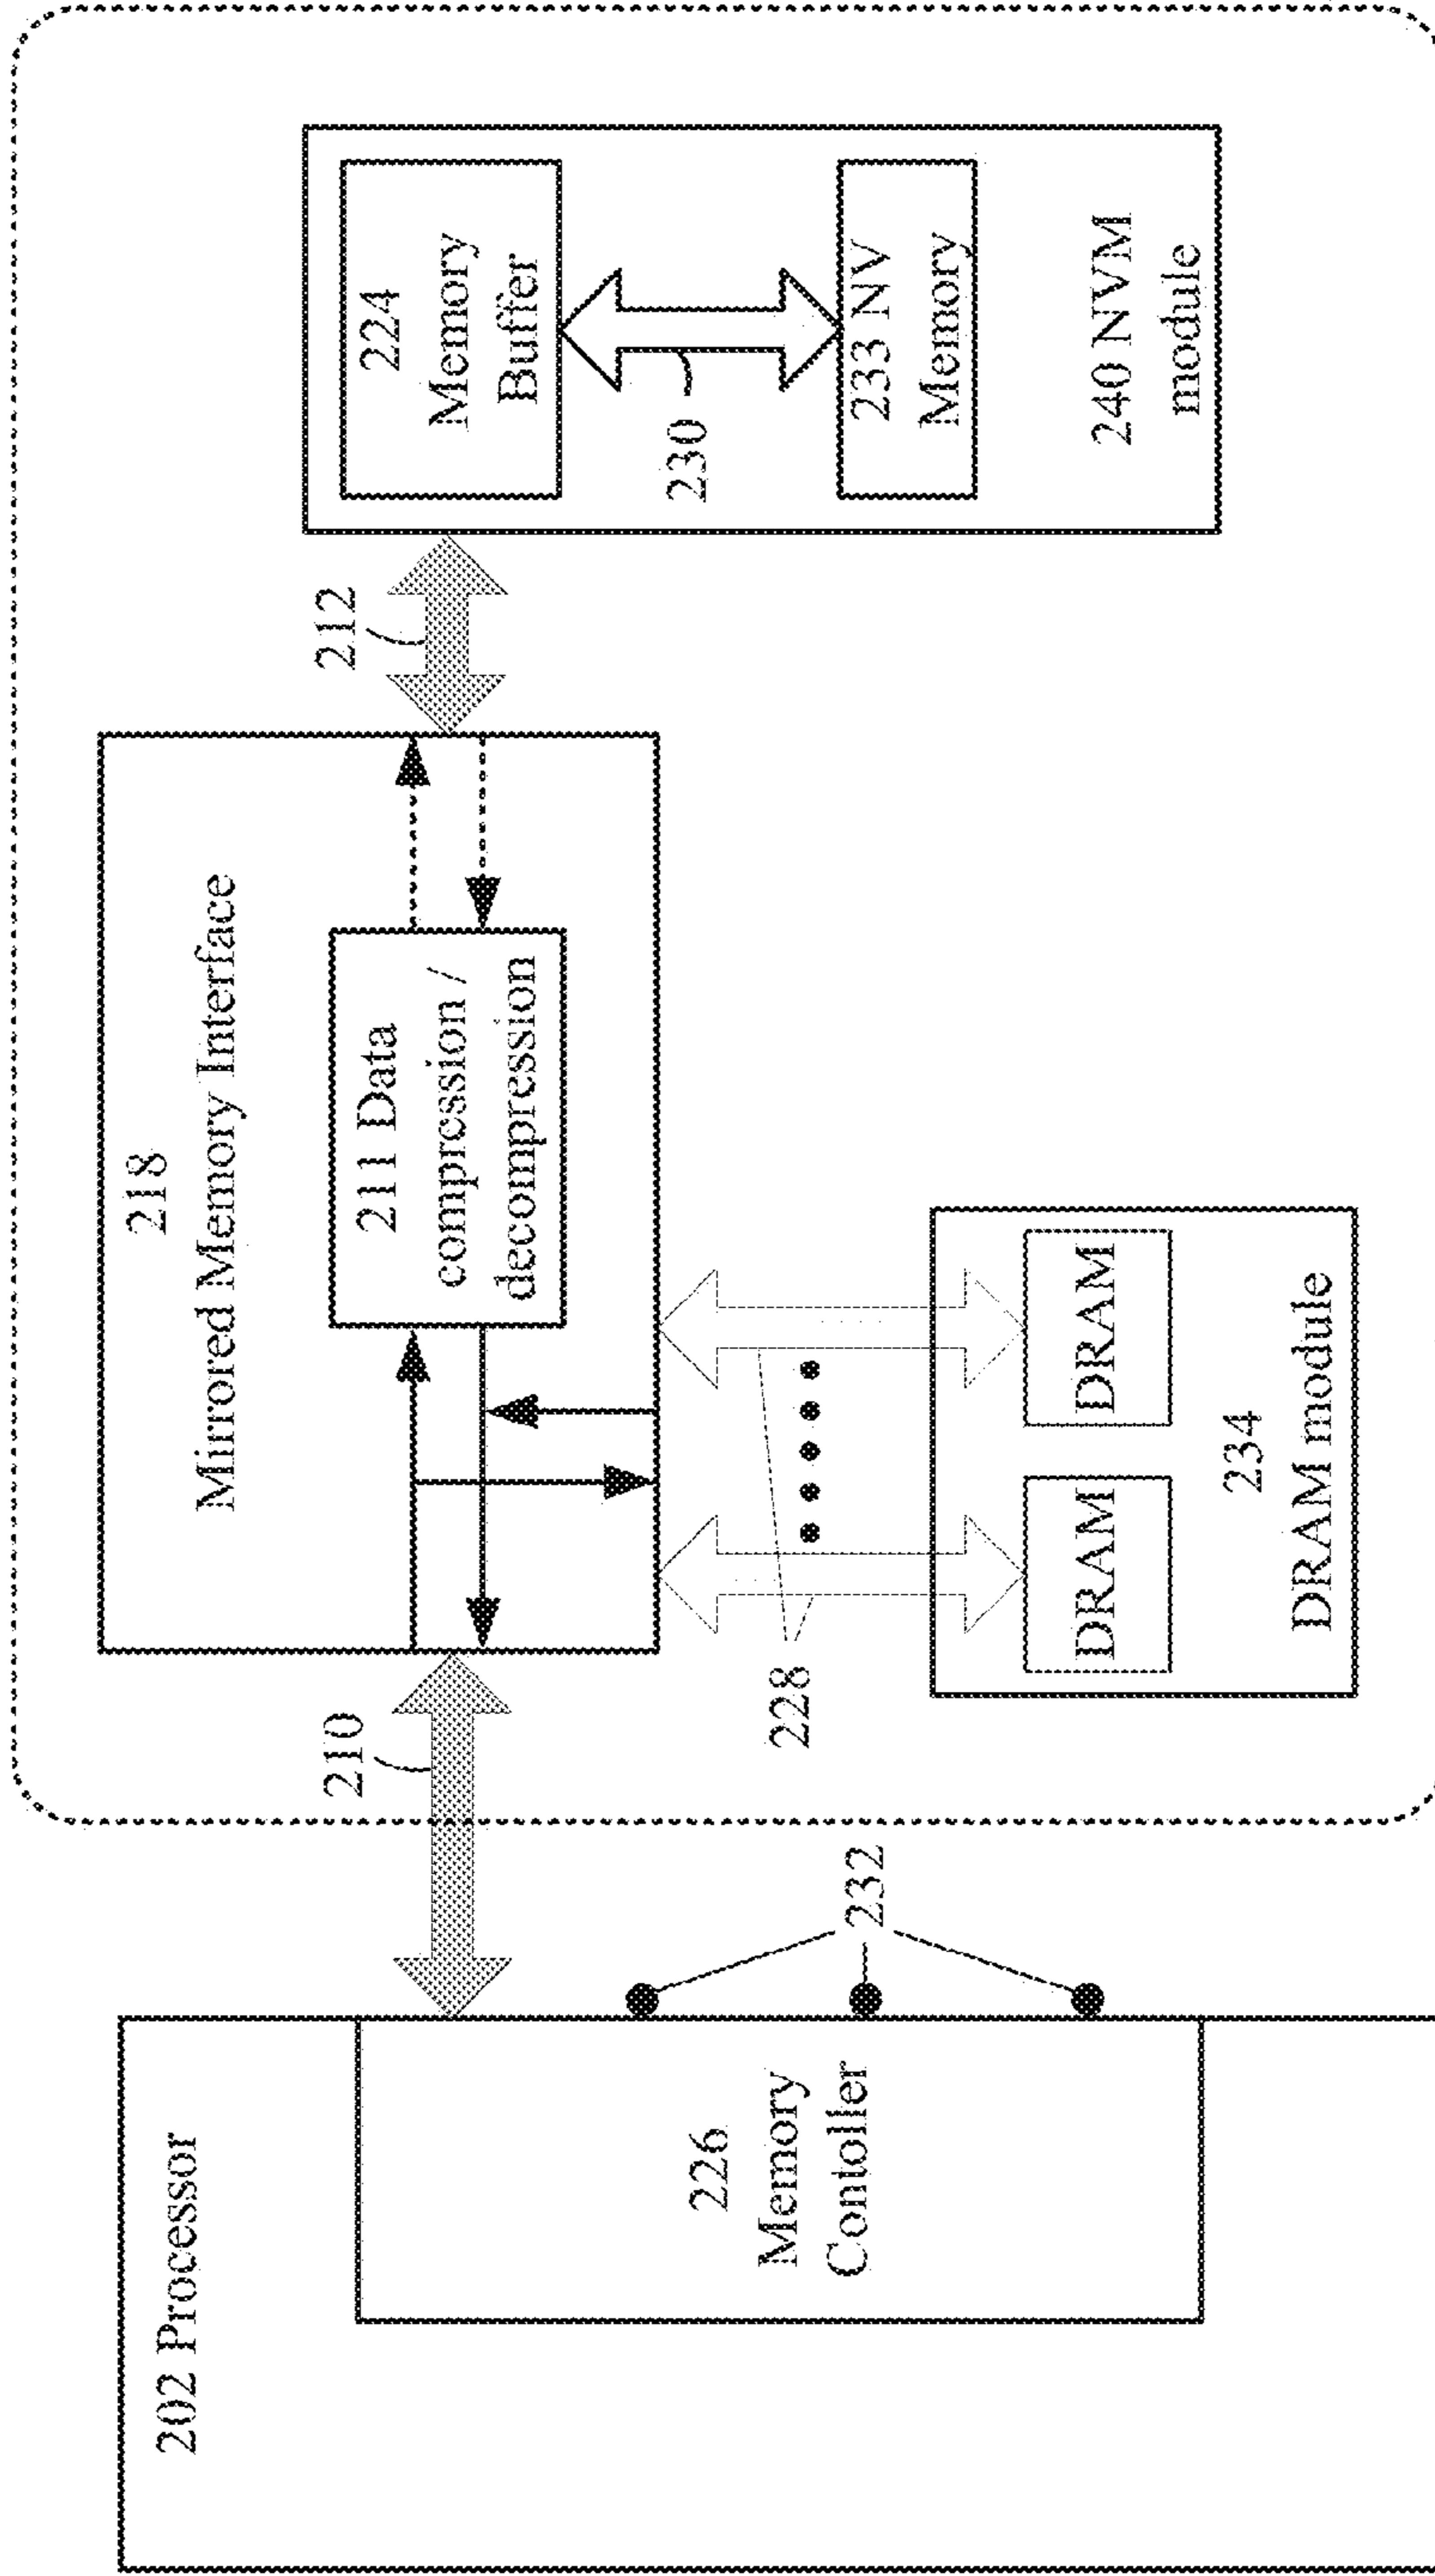 202 Processor
226
Memory
Contoller
232
210
218
Mirrored Memory Interface
211 Data
compression /
decompression
228
DRAM
DRAM
234
DRAM module
212
224
Memory
Buffer
230
233 NV
Memory
240 NVM
module